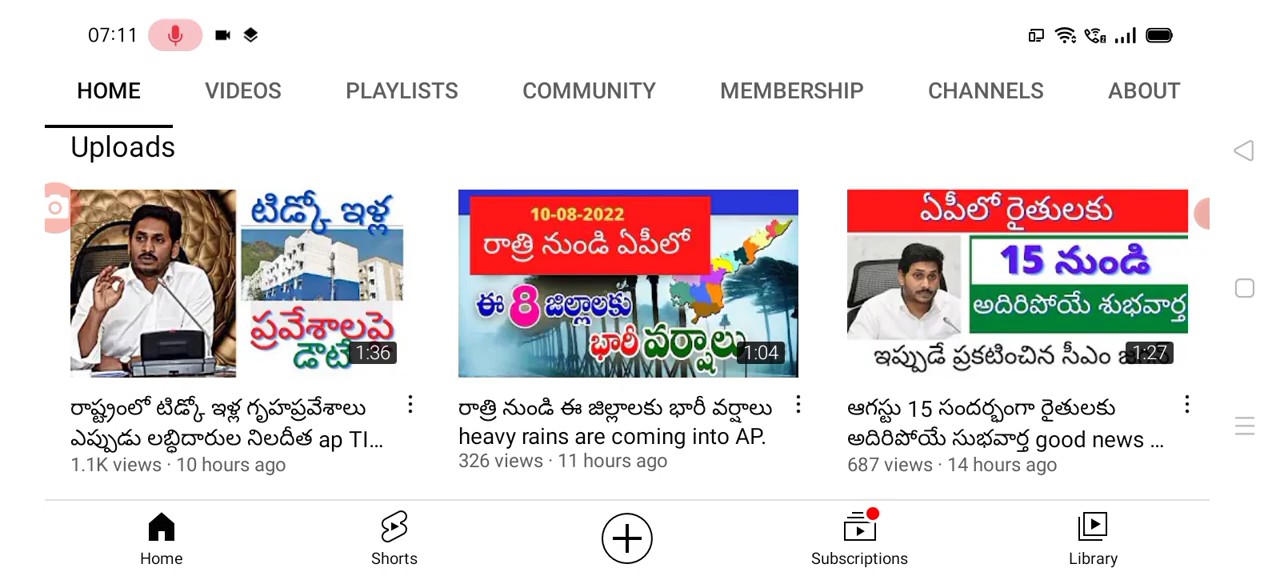 07:11
HOME VIDEOS PLAYLISTS COMMUNITY MEMBERSHIP CHANNELS ABOUT
Uploads
టిడ్కో ఇళ్ల
ప్రవేశాలపై
డాటే
1:36
10-08-2022
రాత్రి నుండి ఏపీలో
ఈ 8 జిల్లాలకు
భారీ వర్షాలు
1:04
ఏపీలో రైతులకు
15 నుండి
అదిరిపోయే శుభవార్త
ఇప్పుడే ప్రకటించిన సీఎం
1:27
రాష్ట్రంలో టిడ్కో ఇళ్ల గృహప్రవేశాలు
ఎప్పుడు లబ్ధిదారుల నిలదీత ap TI...
1.1K views · 10 hours ago
రాత్రి నుండి ఈ జిల్లాలకు భారీ వర్షాలు
heavy rains are coming into AP.
326 views · 11 hours ago
ఆగస్టు 15 సందర్భంగా రైతులకు
అదిరిపోయే సుభవార్త good news ...
687 views · 14 hours ago
Home Shorts Subscriptions Library